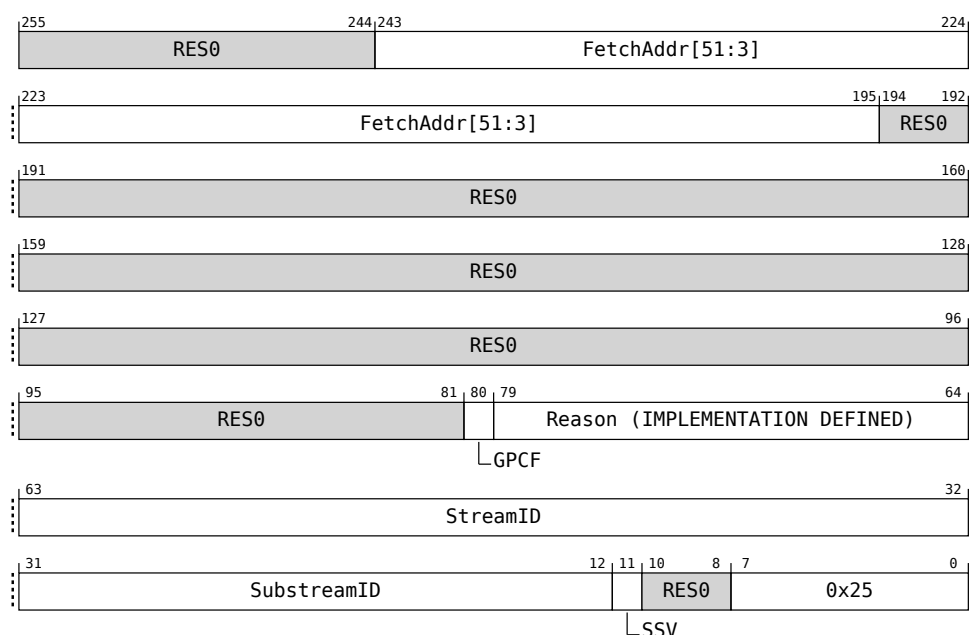 255 244 243 224
RES0 FetchAddr[51:3]
223 195 194 192
FetchAddr[51:3] RES0
191 160
RES0
159 128
RES0
127 96
RES0
95 81 80 79 64
RES0 Reason (IMPLEMENTATION DEFINED)
GPCF
63 32
StreamID
31 12 11 10 8 7 0
SubstreamID RES0 0x25
SSV